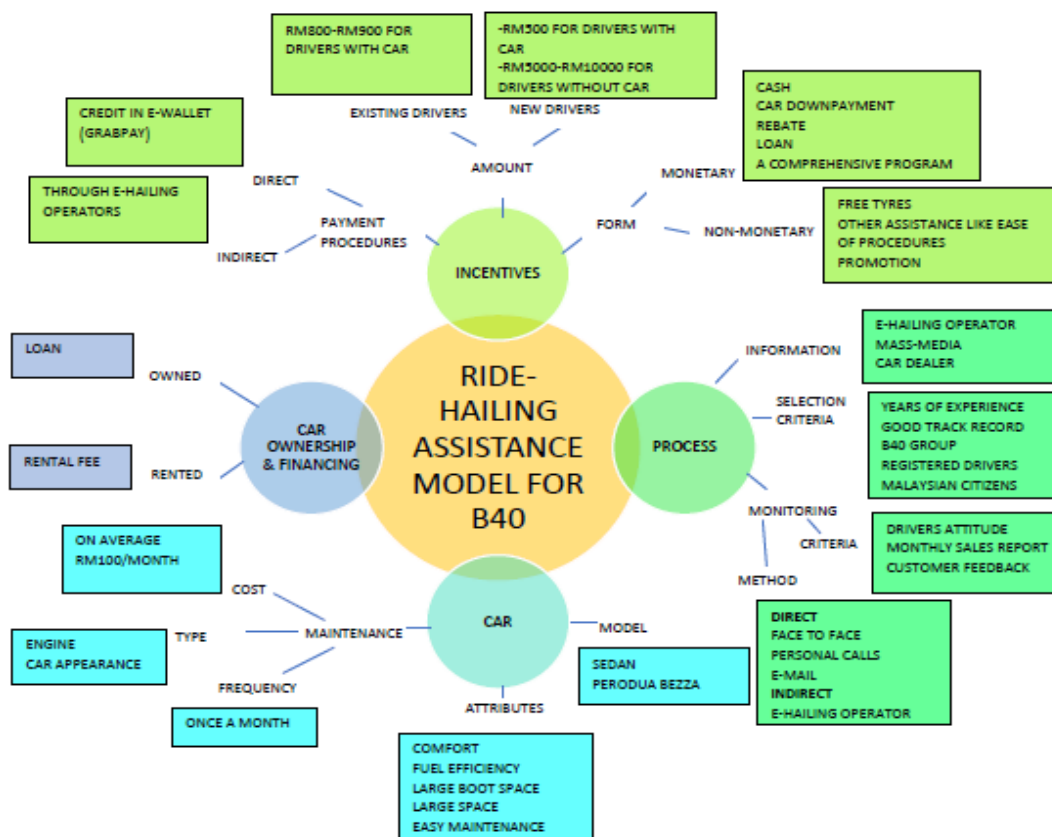 RM800-RM900 FOR
DRIVERS WITH CAR
-RM500 FOR DRIVERS WITH
CAR
-RM5000-RM10000 FOR
DRIVERS WITHOUT CAR
EXISTING DRIVERS
NEW DRIVERS
AMOUNT
CREDIT IN E-WALLET
(GRABPAY)
THROUGH E-HAILING
OPERATORS
DIRECT
INDIRECT
PAYMENT
PROCEDURES
CASH
CAR DOWNPAYMENT
REBATE
LOAN
A COMPREHENSIVE PROGRAM
MONETARY
FORM
NON-MONETARY
FREE TYRES
OTHER ASSISTANCE LIKE EASE
OF PROCEDURES
PROMOTION
INCENTIVES
LOAN
OWNED
RENTAL FEE
RENTED
CAR
OWNERSHIP
& FINANCING
RIDE-
HAILING
ASSISTANCE
MODEL FOR
B40
PROCESS
INFORMATION
E-HAILING OPERATOR
MASS-MEDIA
CAR DEALER
SELECTION
CRITERIA
YEARS OF EXPERIENCE
GOOD TRACK RECORD
B40 GROUP
REGISTERED DRIVERS
MALAYSIAN CITIZENS
MONITORING
CRITERIA
DRIVERS ATTITUDE
MONTHLY SALES REPORT
CUSTOMER FEEDBACK
METHOD
DIRECT
FACE TO FACE
PERSONAL CALLS
E-MAIL
INDIRECT
E-HAILING OPERATOR
CAR
MODEL
SEDAN
PERODUA BEZZA
ATTRIBUTES
COMFORT
FUEL EFFICIENCY
LARGE BOOT SPACE
LARGE SPACE
EASY MAINTENANCE
MAINTENANCE
COST
ON AVERAGE
RM100/MONTH
TYPE
ENGINE
CAR APPEARANCE
FREQUENCY
ONCE A MONTH